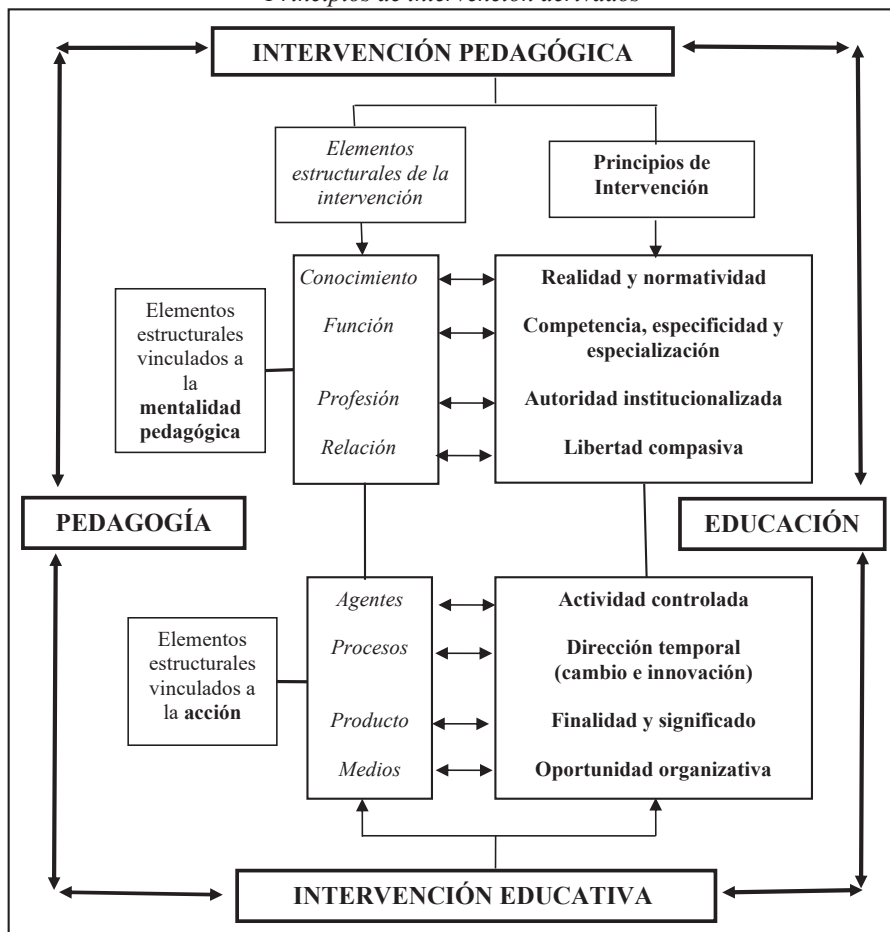 Principios de intervención derivados
INTERVENCIÓN PEDAGÓGICA
Elementos
estructurales de la
intervención
Principios de
Intervención
Elementos
estructurales
vinculados a
la
mentalidad
pedagógica
Conocimiento
Realidad y normatividad
Función
Competencia, especificidad y
especialización
Profesión
Autoridad institucionalizada
Relación
Libertad compasiva
PEDAGOGÍA
EDUCACIÓN
Elementos
estructurales
vinculados a
la acción
Agentes
Actividad controlada
Procesos
Dirección temporal
(cambio e innovación)
Producto
Finalidad y significado
Medios
Oportunidad organizativa
INTERVENCIÓN EDUCATIVA